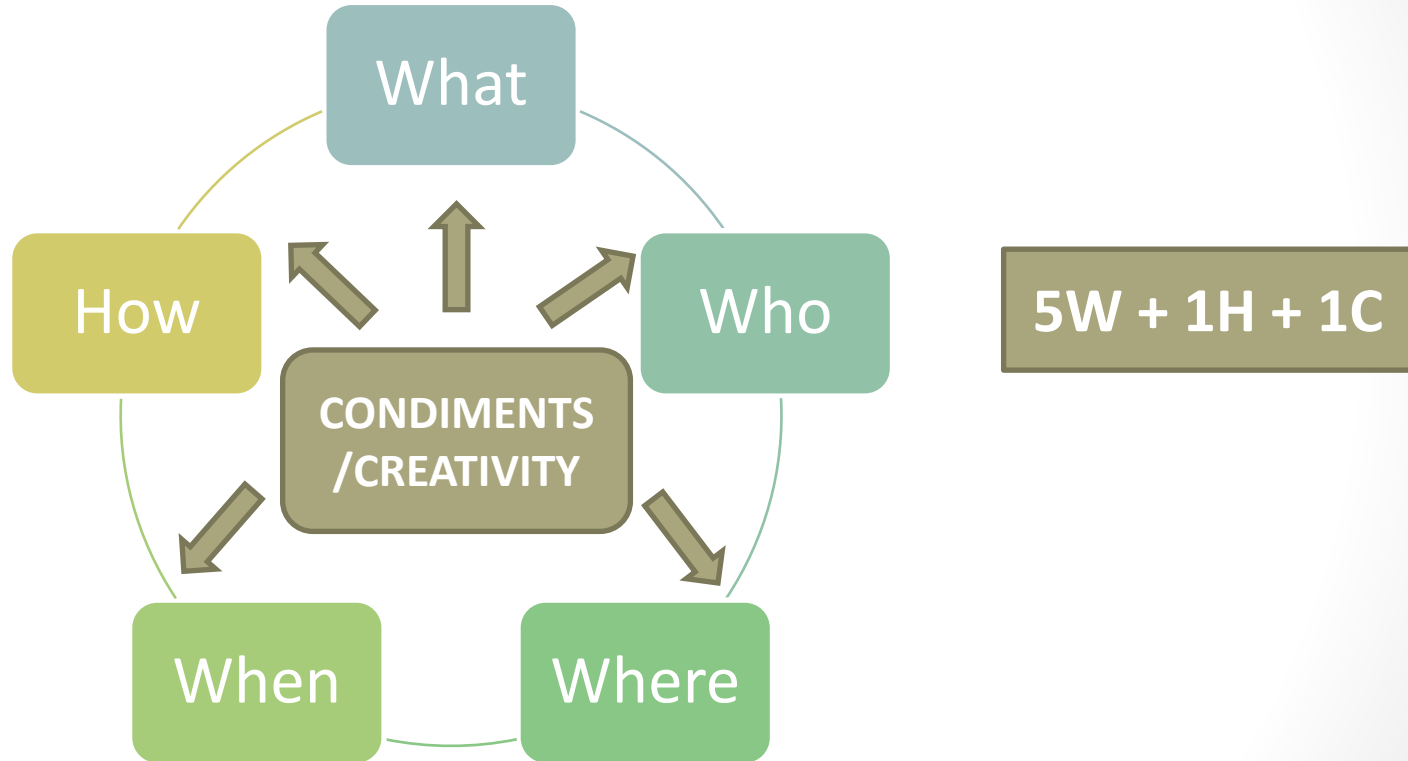 What
How
Who
5W + 1H + 1C
CONDIMENTS
/CREATIVITY
When
Where